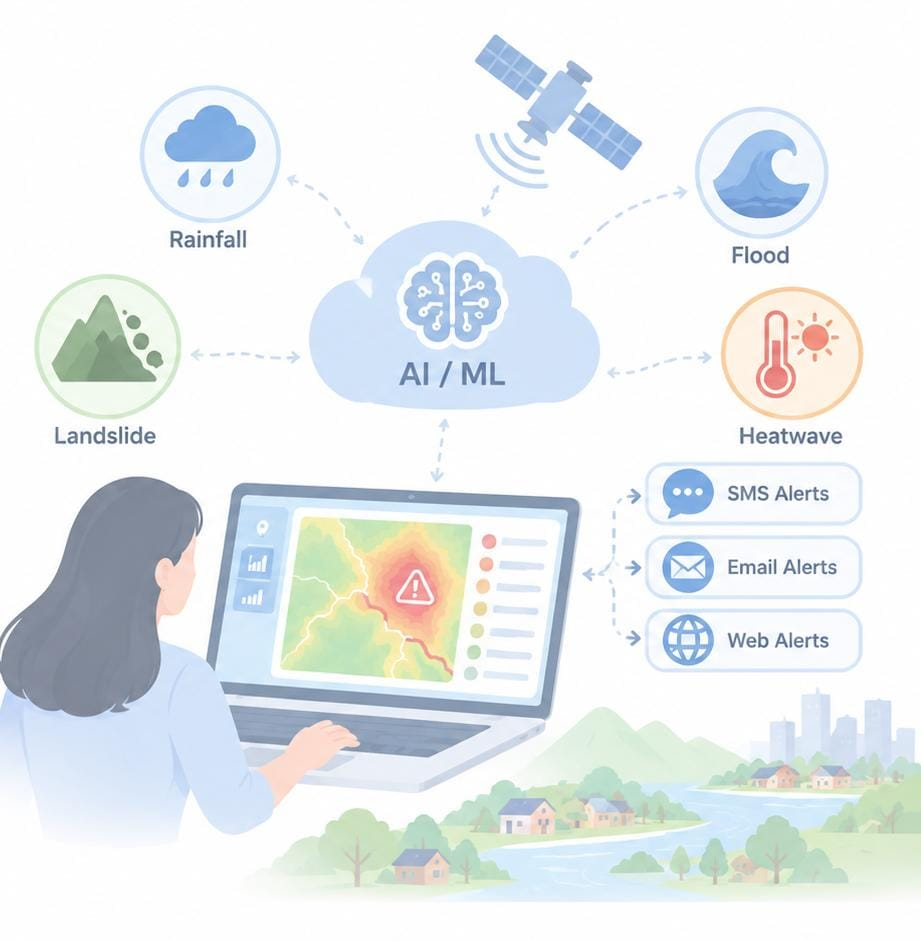 Rainfall
Flood
AI / ML
Landslide
Heatwave
SMS Alerts
Email Alerts
Web Alerts